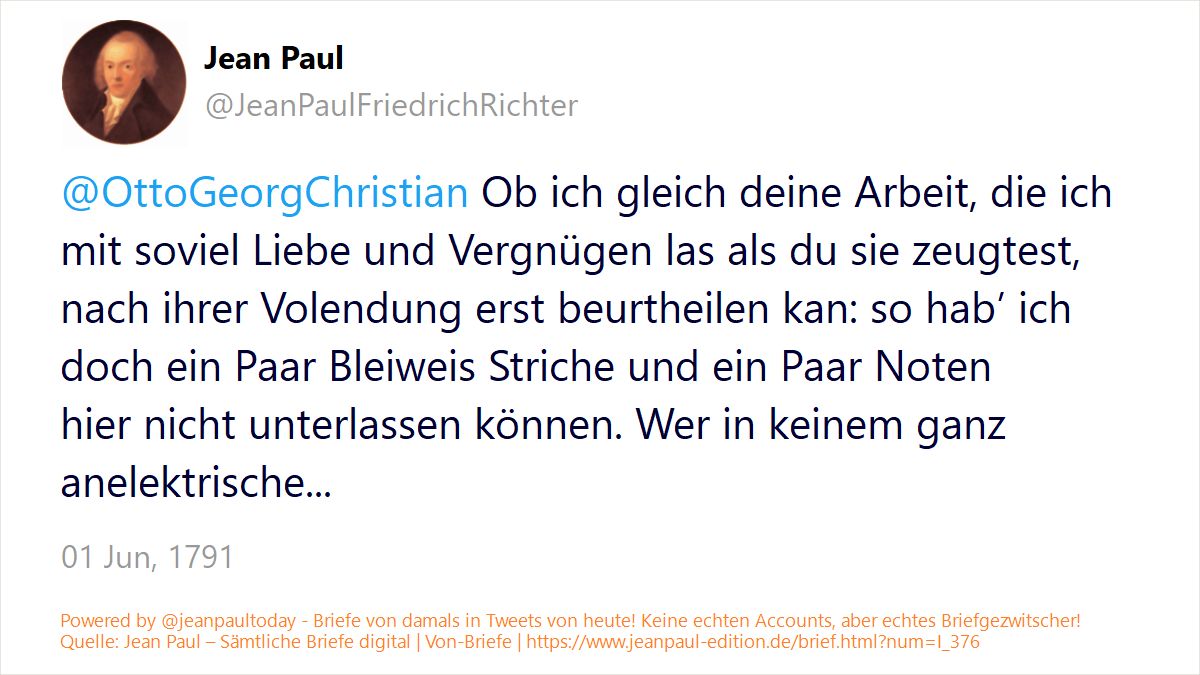 Jean Paul
@JeanPaulFriedrichRichter
@OttoGeorgChristian Ob ich gleich deine Arbeit, die ich
mit soviel Liebe und Vergnügen las als du sie zeugtest,
nach ihrer Volendung erst beurtheilen kan: so hab’ ich
doch ein Paar Bleiweis Striche und ein Paar Noten
hier nicht unterlassen können. Wer in keinem ganz
anelektrische...
01 Jun, 1791
Powered by @jeanpaultoday - Briefe von damals in Tweets von heute! Keine echten Accounts, aber echtes Briefgezwitscher!
Quelle: Jean Paul – Sämtliche Briefe digital | Von-Briefe | https://www.jeanpaul-edition.de/brief.html?num=I_376